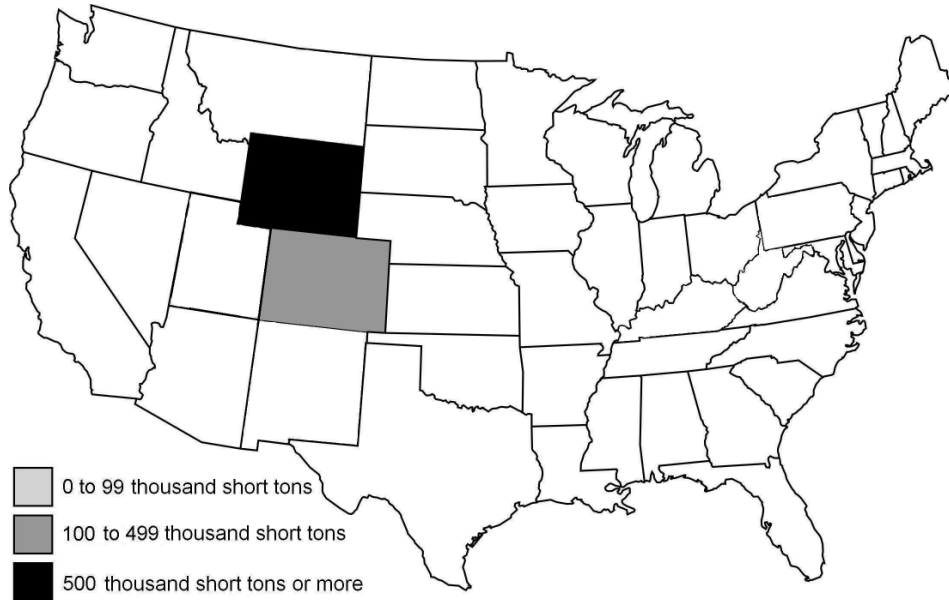 0 to 99 thousand short tons
100 to 499 thousand short tons
500 thousand short tons or more